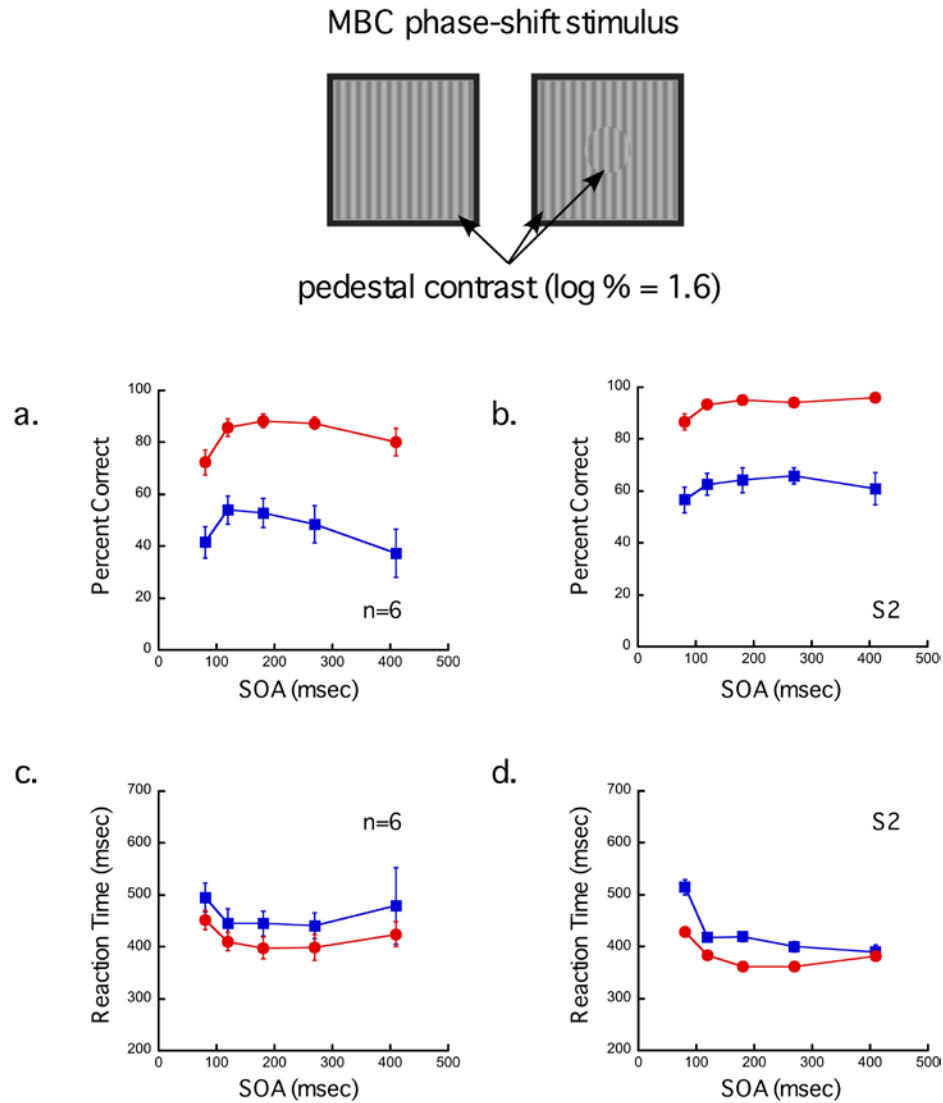 MBC phase-shift stimulus
pedestal contrast (log % = 1.6)
a.
Percent Correct
100
80
60
40
20
0
0 100 200 300 400 500
n=6
SOA (msec)
b.
Percent Correct
100
80
60
40
20
0
0 100 200 300 400 500
S2
SOA (msec)
c.
Reaction Time (msec)
700
600
500
400
300
200
0 100 200 300 400 500
n=6
SOA (msec)
d.
Reaction Time (msec)
700
600
500
400
300
200
0 100 200 300 400 500
S2
SOA (msec)